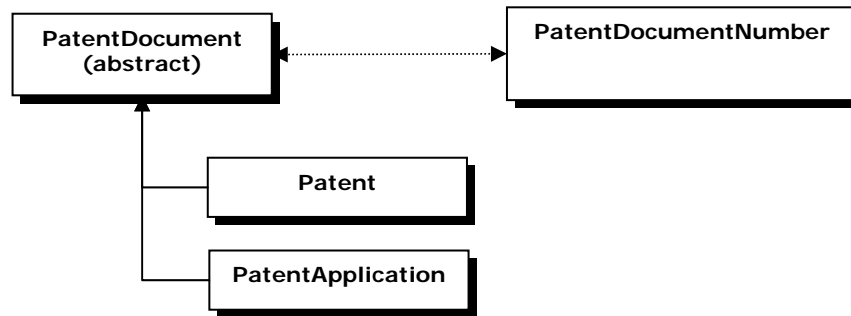 PatentDocument
(abstract)
PatentDocumentNumber
Patent
PatentApplication